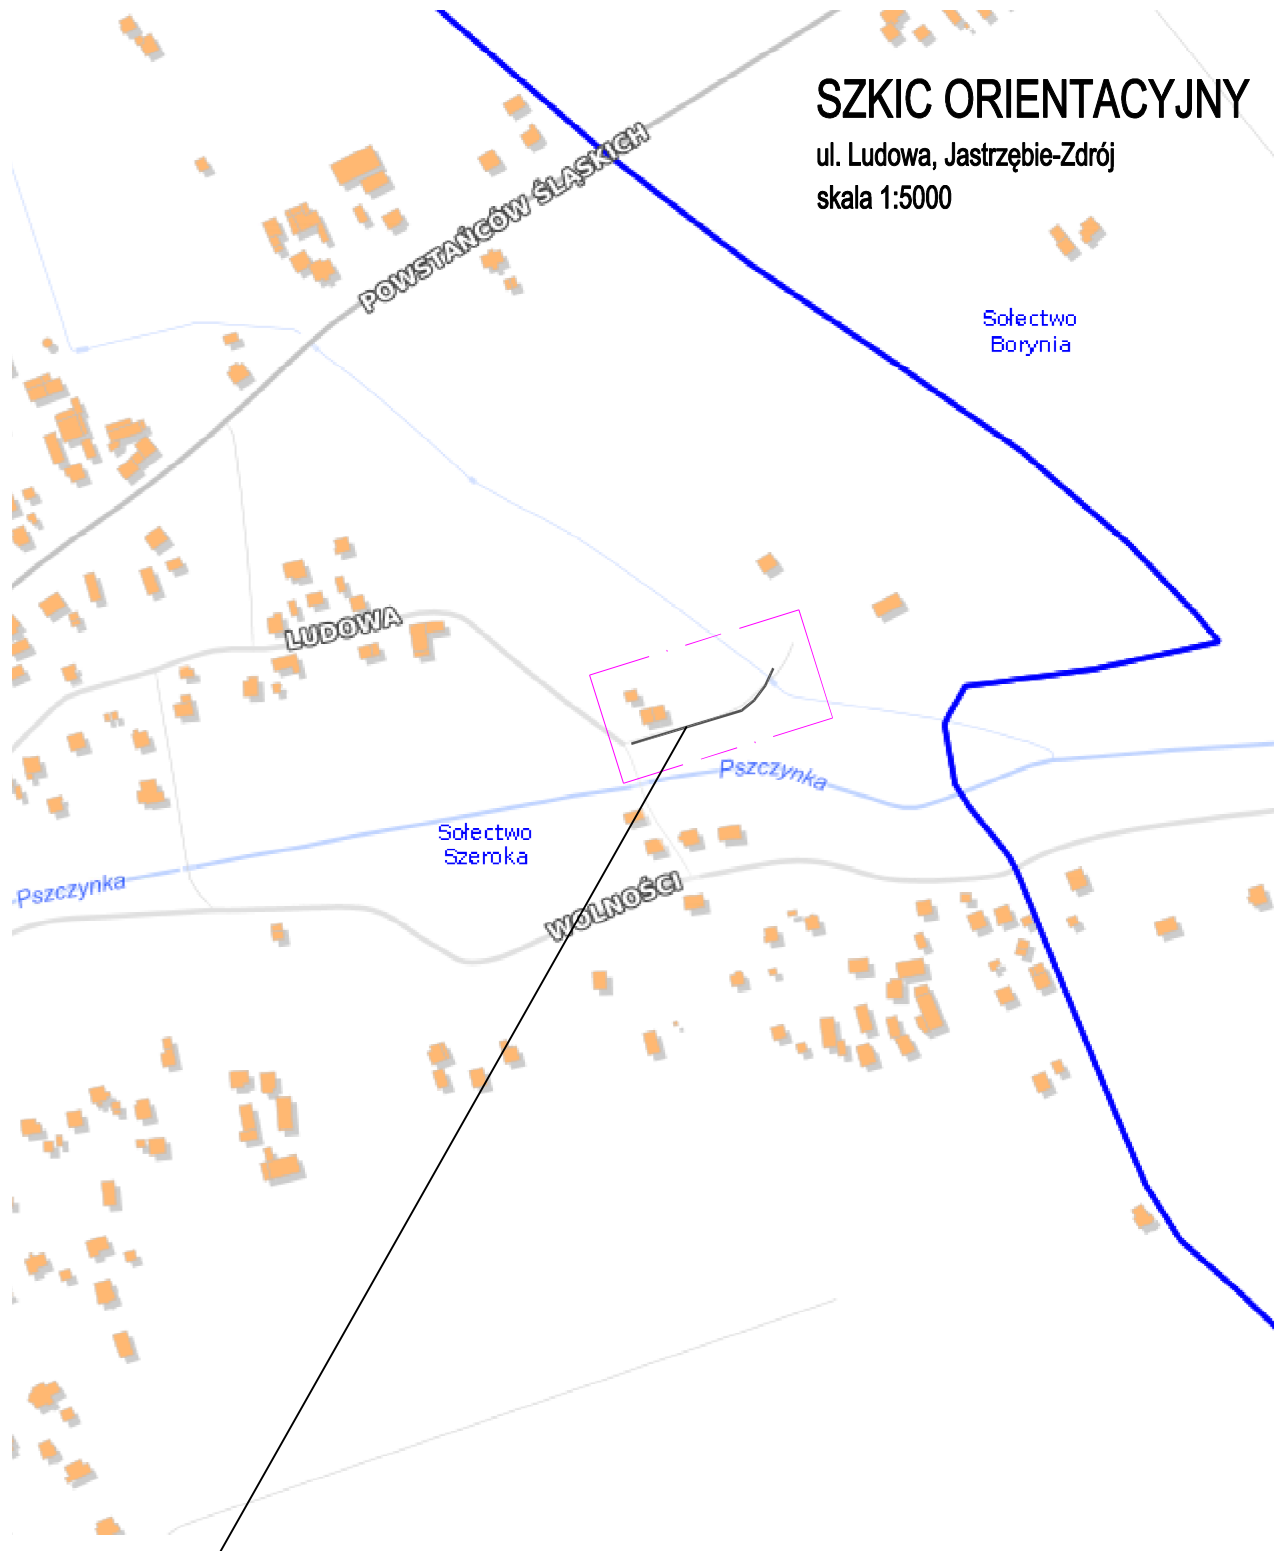 SZKIC ORIENTACYJNY
ul. Ludowa, Jastrzębie-Zdrój
skala 1:5000
POWSTAŃCÓW ŚLĄSKICH
Sołectwo
Borynia
LUDOWA
Pszczynka
Sołectwo
Szeroka
Pszczynka
WOLNOŚCI